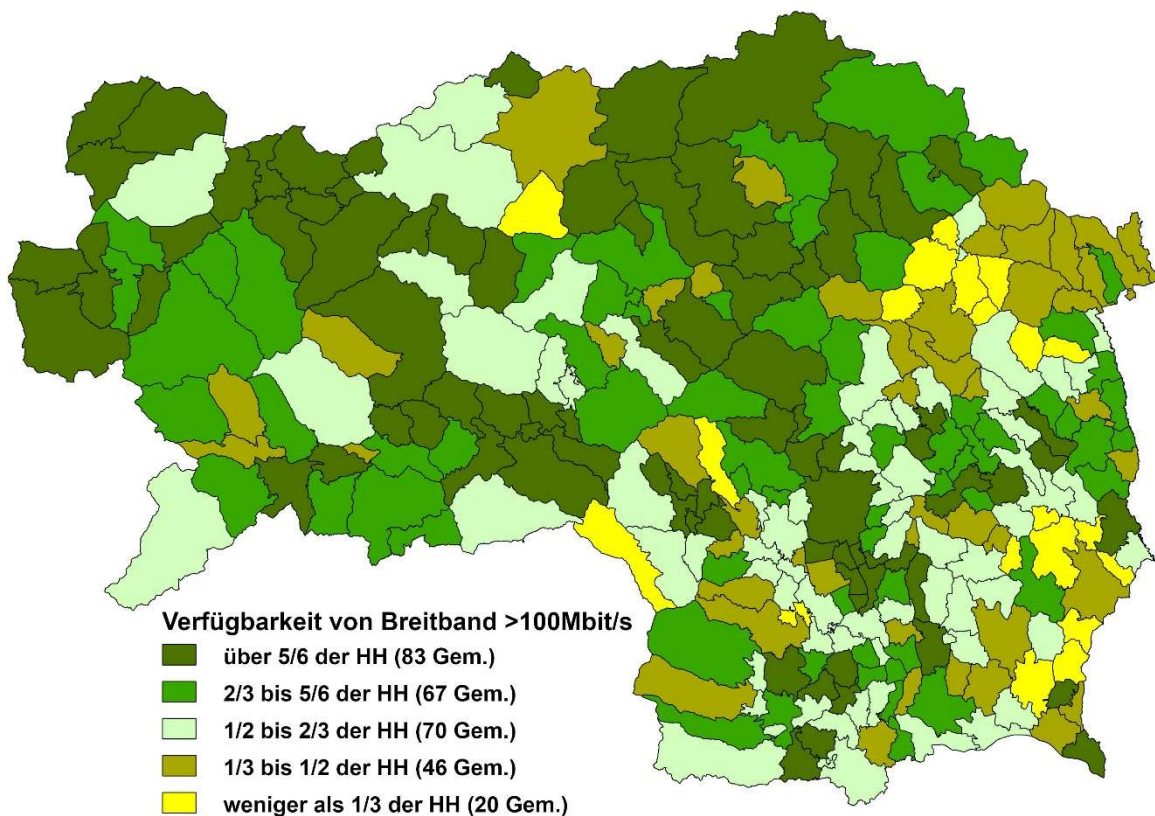 Verfügbarkeit von Breitband >100Mbit/s
über 5/6 der HH (83 Gem.)
2/3 bis 5/6 der HH (67 Gem.)
1/2 bis 2/3 der HH (70 Gem.)
1/3 bis 1/2 der HH (46 Gem.)
weniger als 1/3 der HH (20 Gem.)